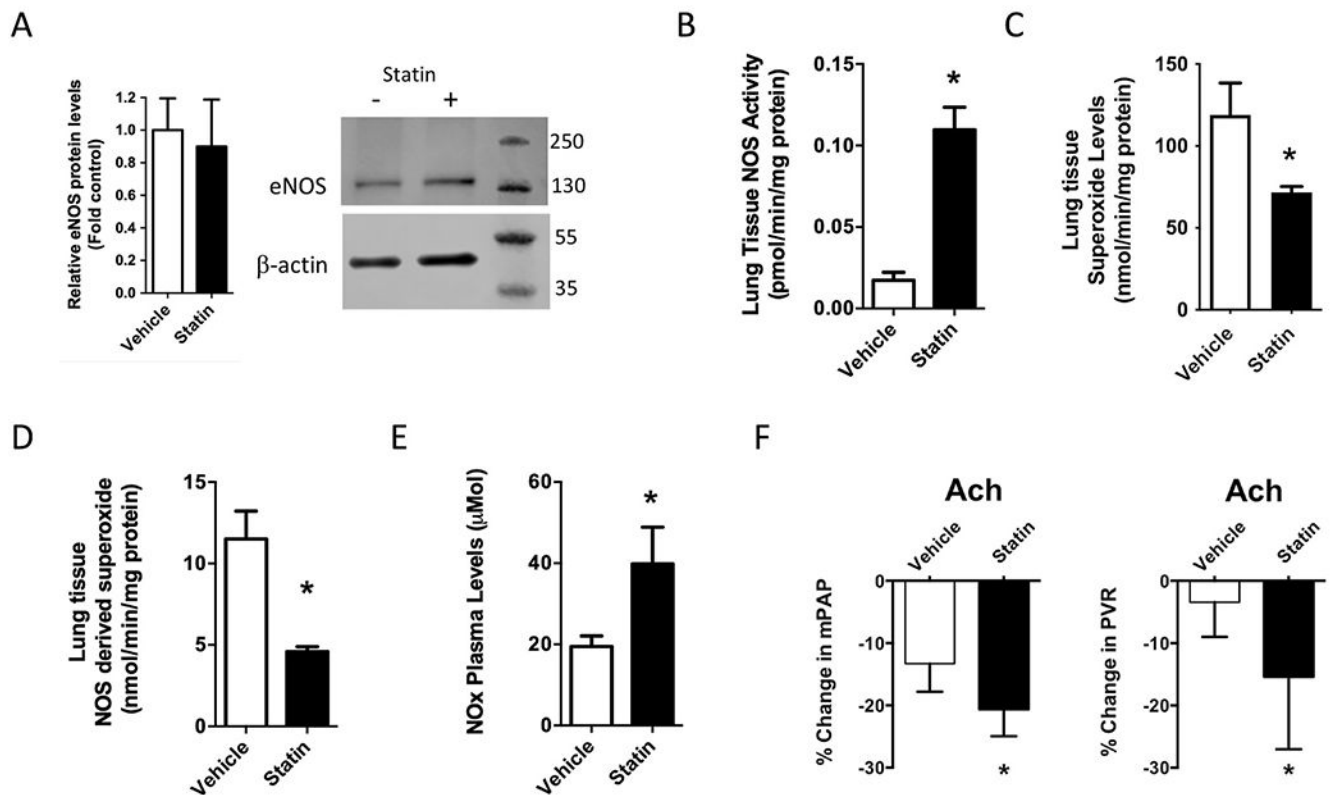 A
Relative eNOS protein levels
(Fold control)
1.2
1.0
0.8
0.6
0.4
0.2
0.0
Vehicle
Statin
Statin
- +
eNOS
β-actin
250
130
55
35
B
Lung Tissue NOS Activity
(pmol/min/mg protein)
0.15
0.10
0.05
0.00
*
Vehicle
Statin
C
Lung tissue
Superoxide Levels
(nmol/min/mg protein)
150
100
50
0
*
Vehicle
Statin
D
Lung tissue
NOS derived superoxide
(nmol/min/mg protein)
15
10
5
0
*
Vehicle
Statin
E
NOx Plasma Levels (μMol)
60
40
20
0
*
Vehicle
Statin
F
Ach
Vehicle
Statin
% Change in mPAP
0
-10
-20
-30
*
Ach
Vehicle
Statin
% Change in PVR
0
-10
-20
-30
*